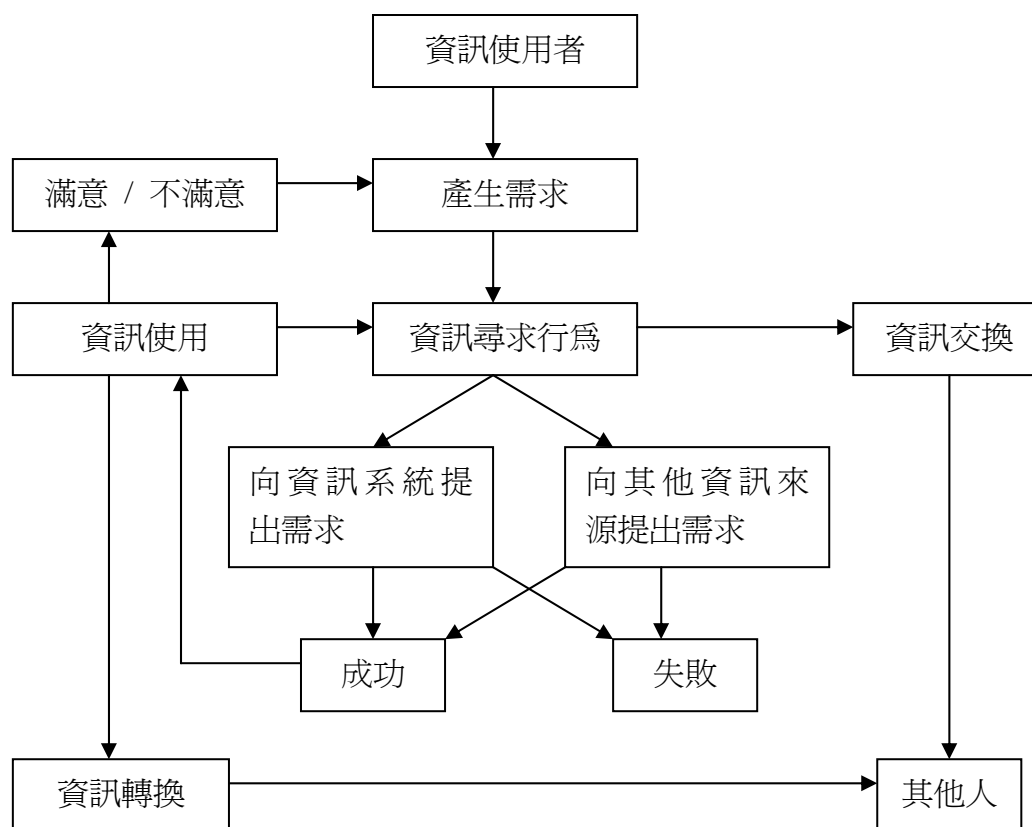 資訊使用者
滿意 / 不滿意
產生需求
資訊使用
資訊尋求行為
資訊交換
向資訊系統提
出需求
向其他資訊來
源提出需求
成功
失敗
資訊轉換
其他人